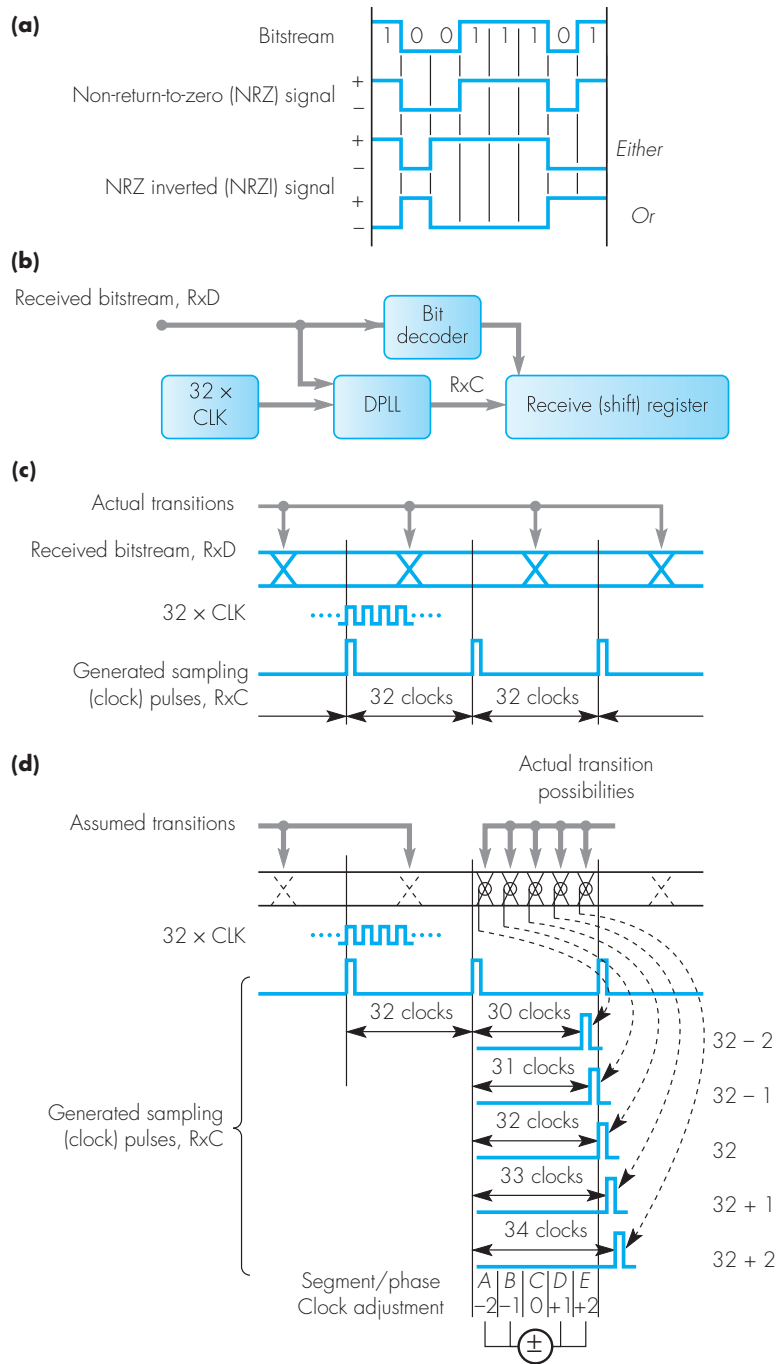 (a)
Bitstream
1 0 0 1 1 1 0 1
Non-return-to-zero (NRZ) signal
+
−
+
−
Either
NRZ inverted (NRZI) signal
+
−
Or
(b)
Received bitstream, RxD
Bit
decoder
32 ×
CLK
DPLL
RxC
Receive (shift) register
(c)
Actual transitions
Received bitstream, RxD
32 × CLK
Generated sampling
(clock) pulses, RxC
32 clocks
32 clocks
(d)
Actual transition
possibilities
Assumed transitions
32 × CLK
32 clocks
30 clocks
32 − 2
31 clocks
32 − 1
Generated sampling
(clock) pulses, RxC
32 clocks
32
33 clocks
32 + 1
34 clocks
32 + 2
Segment/phase
A B C D E
Clock adjustment
−2 −1 0 +1 +2
±